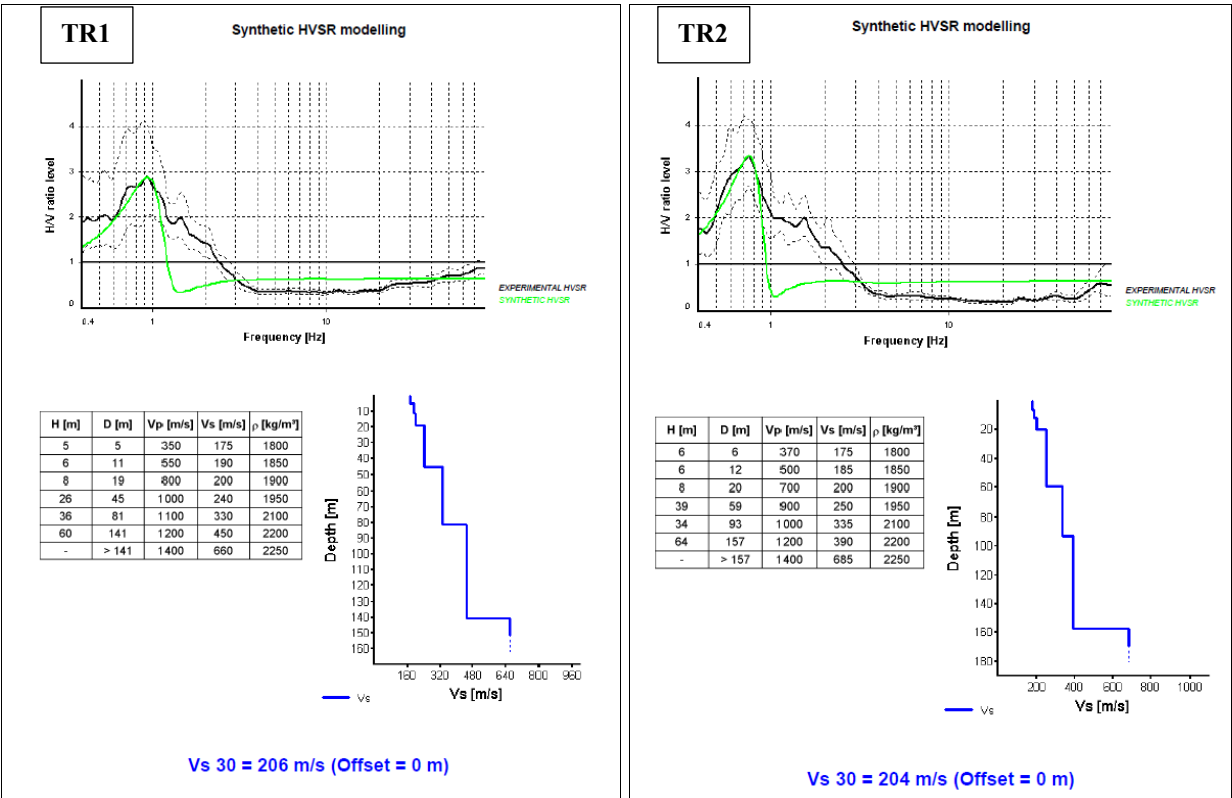 TR1
Synthetic HVSR modelling
H/V ratio level
4
3
2
1
0
0.4
1
10
Frequency [Hz]
EXPERIMENTAL HVSR
SYNTHETIC HVSR
H [m] D [m] Vp [m/s] Vs [m/s] ρ [kg/m³]
5 5 350 175 1800
6 11 550 190 1850
8 19 800 200 1900
26 45 1000 240 1950
36 81 1100 330 2100
60 141 1200 450 2200
- > 141 1400 660 2250
Depth [m]
10
20
30
40
50
60
70
80
90
100
110
120
130
140
150
160
160 320 480 640 800 960
Vs [m/s]
Vs
Vs 30 = 206 m/s (Offset = 0 m)
TR2
Synthetic HVSR modelling
H/V ratio level
4
3
2
1
0
0.4
1
10
Frequency [Hz]
EXPERIMENTAL HVSR
SYNTHETIC HVSR
H [m] D [m] Vp [m/s] Vs [m/s] ρ [kg/m³]
6 6 370 175 1800
6 12 500 185 1850
8 20 700 200 1900
39 59 900 250 1950
34 93 1000 335 2100
64 157 1200 390 2200
- > 157 1400 685 2250
Depth [m]
20
40
60
80
100
120
140
160
180
200 400 600 800 1000
Vs [m/s]
Vs
Vs 30 = 204 m/s (Offset = 0 m)